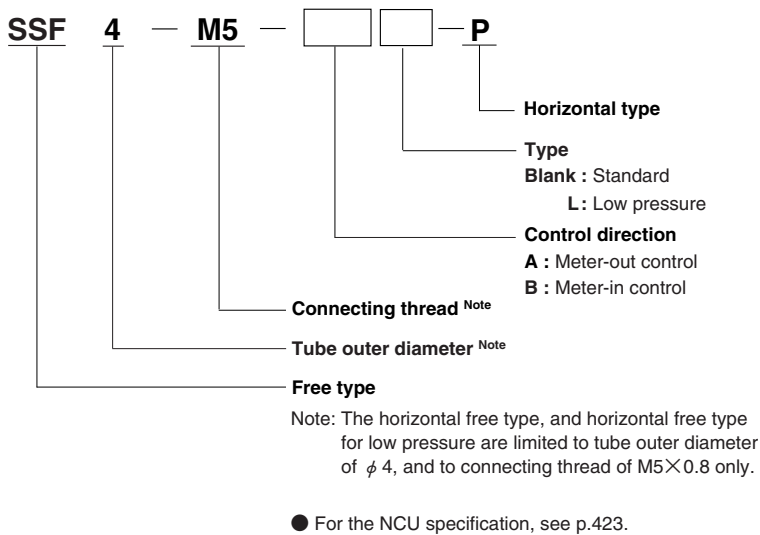 SSF 4 — M5 — — P
Horizontal type
Type
Blank : Standard
L : Low pressure
Control direction
A : Meter-out control
B : Meter-in control
Connecting thread Note
Tube outer diameter Note
Free type
Note: The horizontal free type, and horizontal free type
for low pressure are limited to tube outer diameter
of φ 4, and to connecting thread of M5×0.8 only.
● For the NCU specification, see p.423.